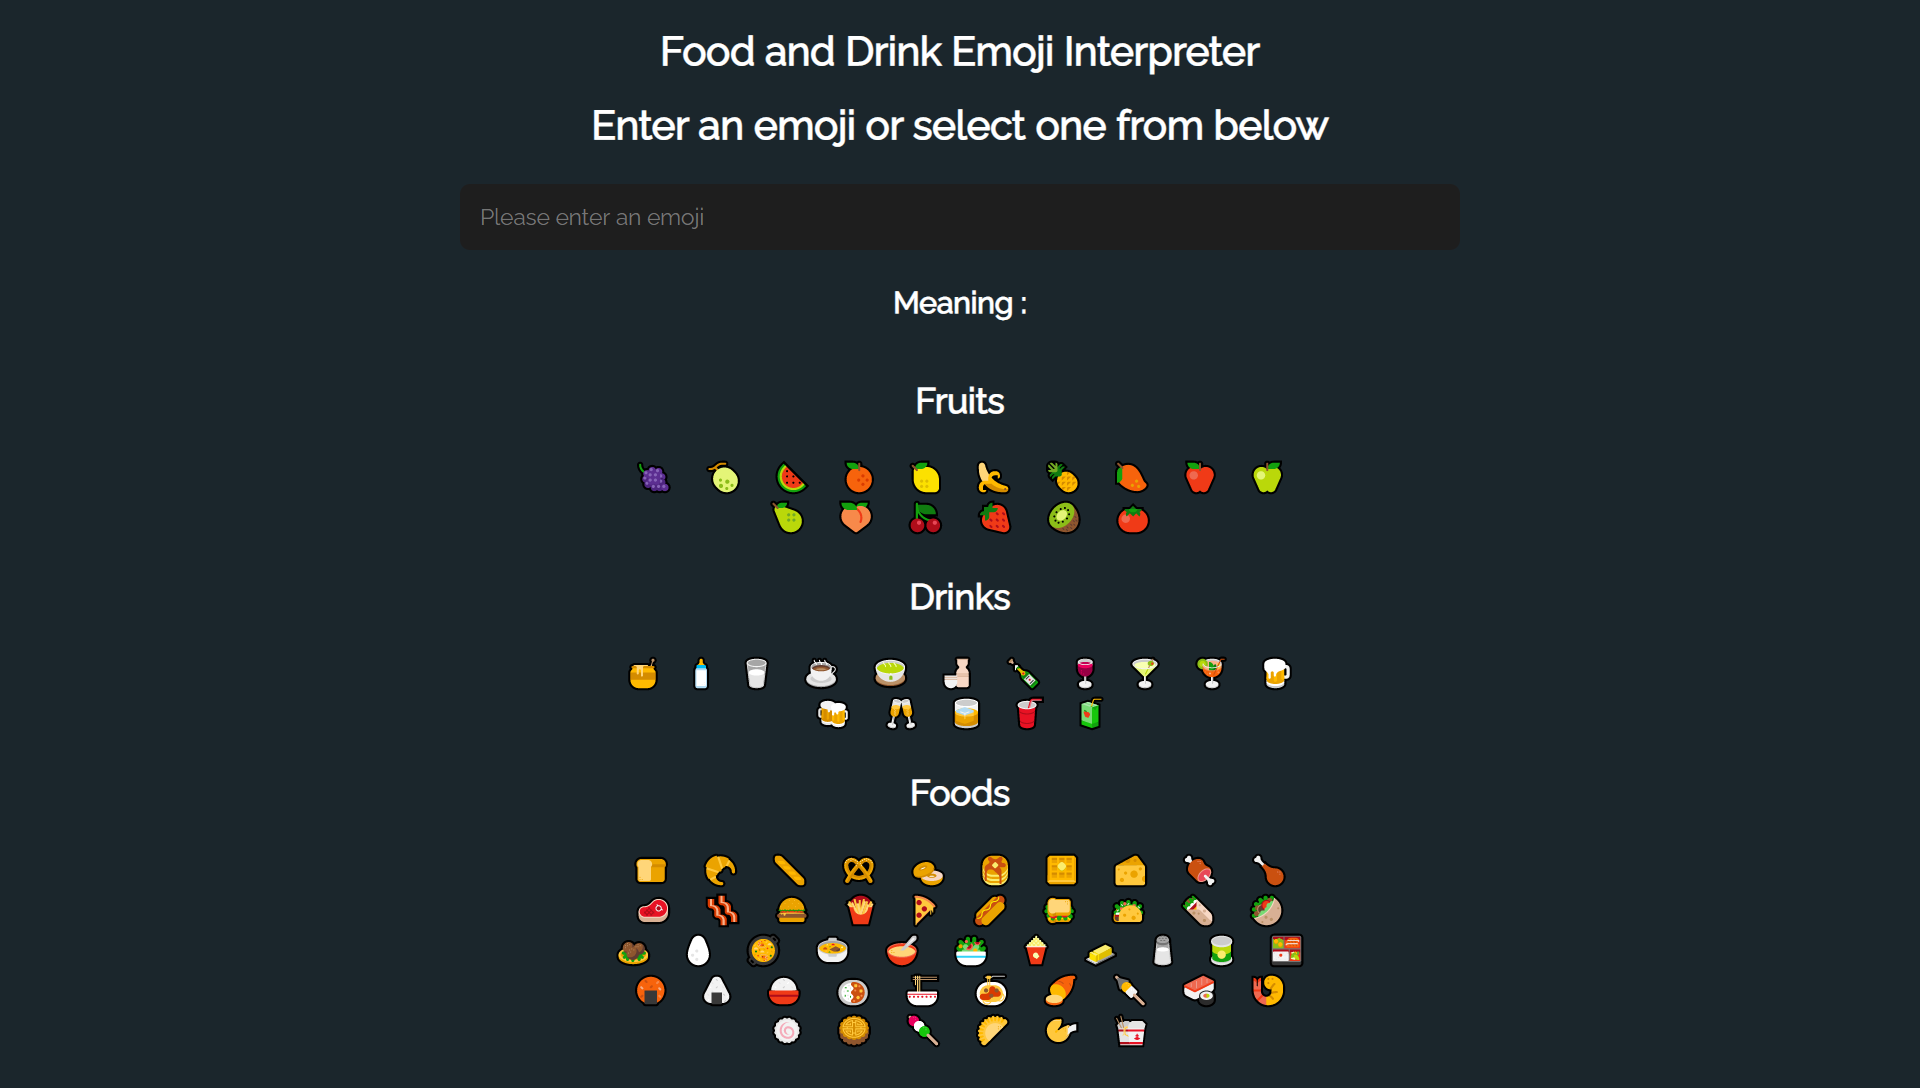 Food and Drink Emoji Interpreter
Enter an emoji or select one from below
Please enter an emoji
Meaning :
Fruits
Drinks
Foods